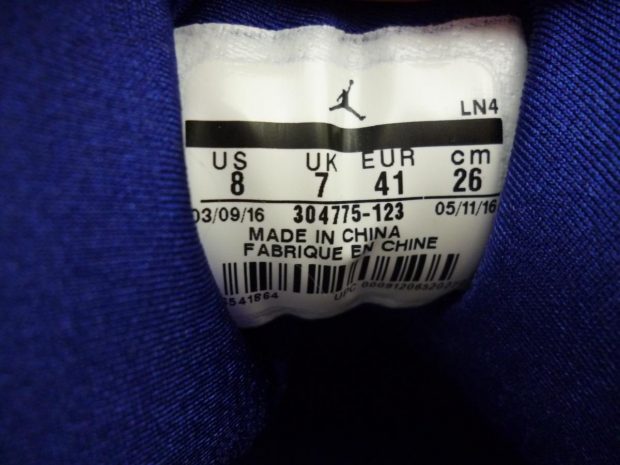 LN4
US UK EUR cm
8 7 41 26
03/09/16 304775-123 05/11/16
MADE IN CHINA
FABRIQUE EN CHINE
UPC